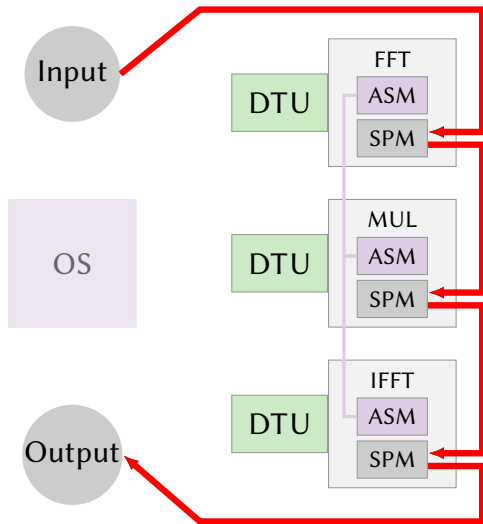 Input
FFT
DTU
ASM
SPM
OS
MUL
DTU
ASM
SPM
IFFT
DTU
ASM
Output
SPM